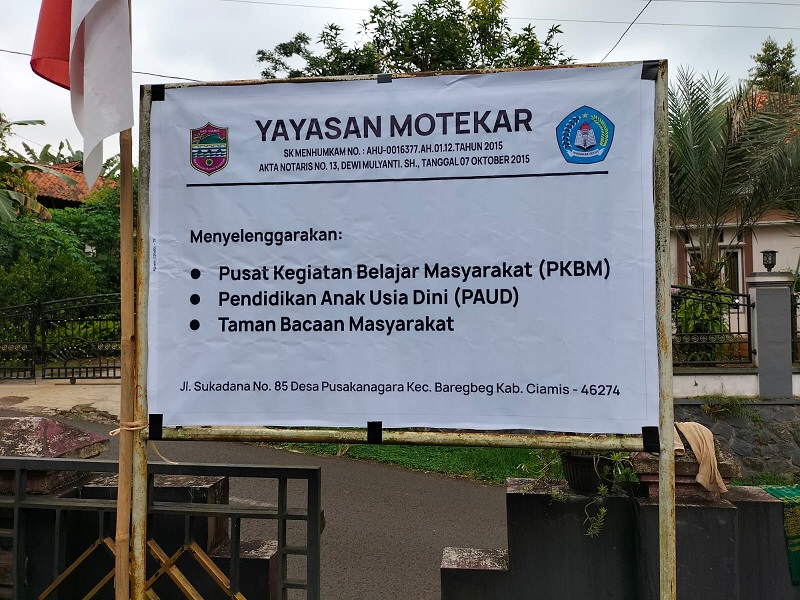 YAYASAN MOTEKAR
SK MENHUMKAM NO. : AHU-0016377.AH.01.12.TAHUN 2015
AKTA NOTARIS NO. 13, DEWI MULYANTI. SH., TANGGAL 07 OKTOBER 2015
Menyelenggarakan:
● Pusat Kegiatan Belajar Masyarakat (PKBM)
● Pendidikan Anak Usia Dini (PAUD)
● Taman Bacaan Masyarakat
Jl. Sukadana No. 85 Desa Pusakanagara Kec. Baregbeg Kab. Ciamis - 46274